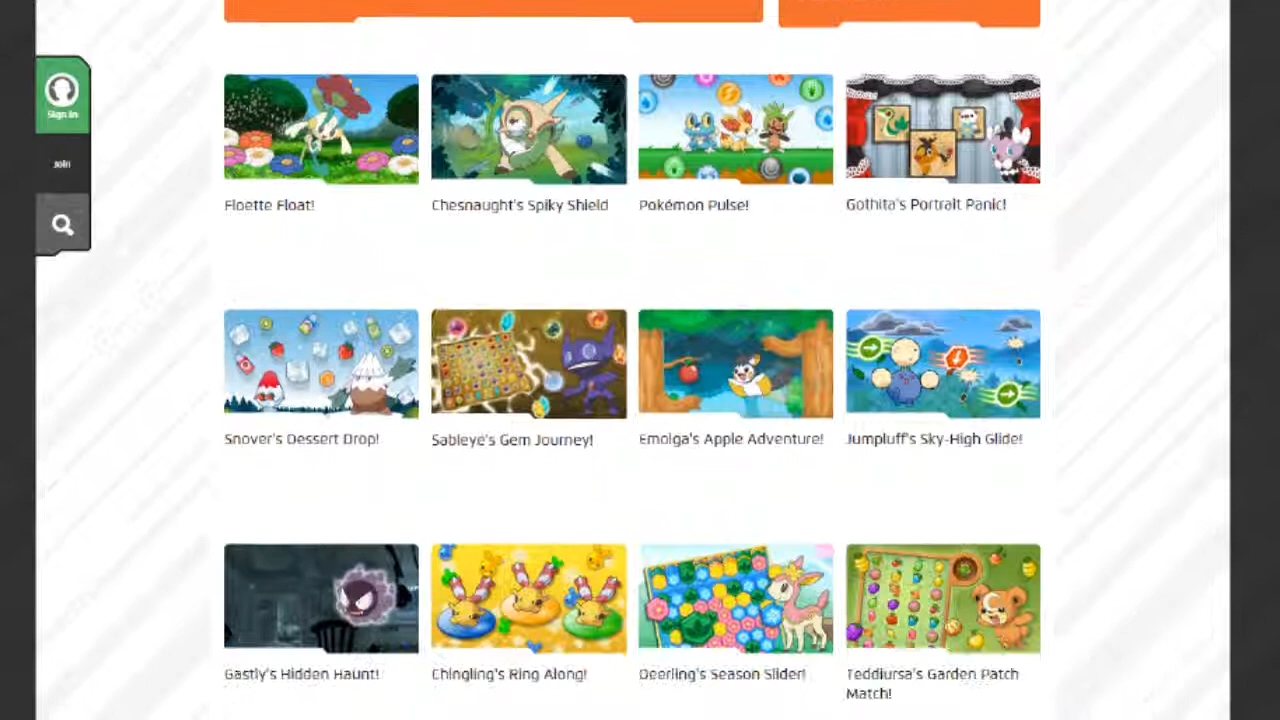 Sign In
Join
Floette Float!
Chesnaught's Spiky Shield
Pokémon Pulse!
Gothita's Portrait Panic!
Snover's Dessert Drop!
Sableye's Gem Journey!
Emolga's Apple Adventure!
Jumpluff's Sky-High Glide!
Gastly's Hidden Haunt!
Chingling's Ring Along!
Deerling's Season Slider!
Teddiursa's Garden Patch
Match!